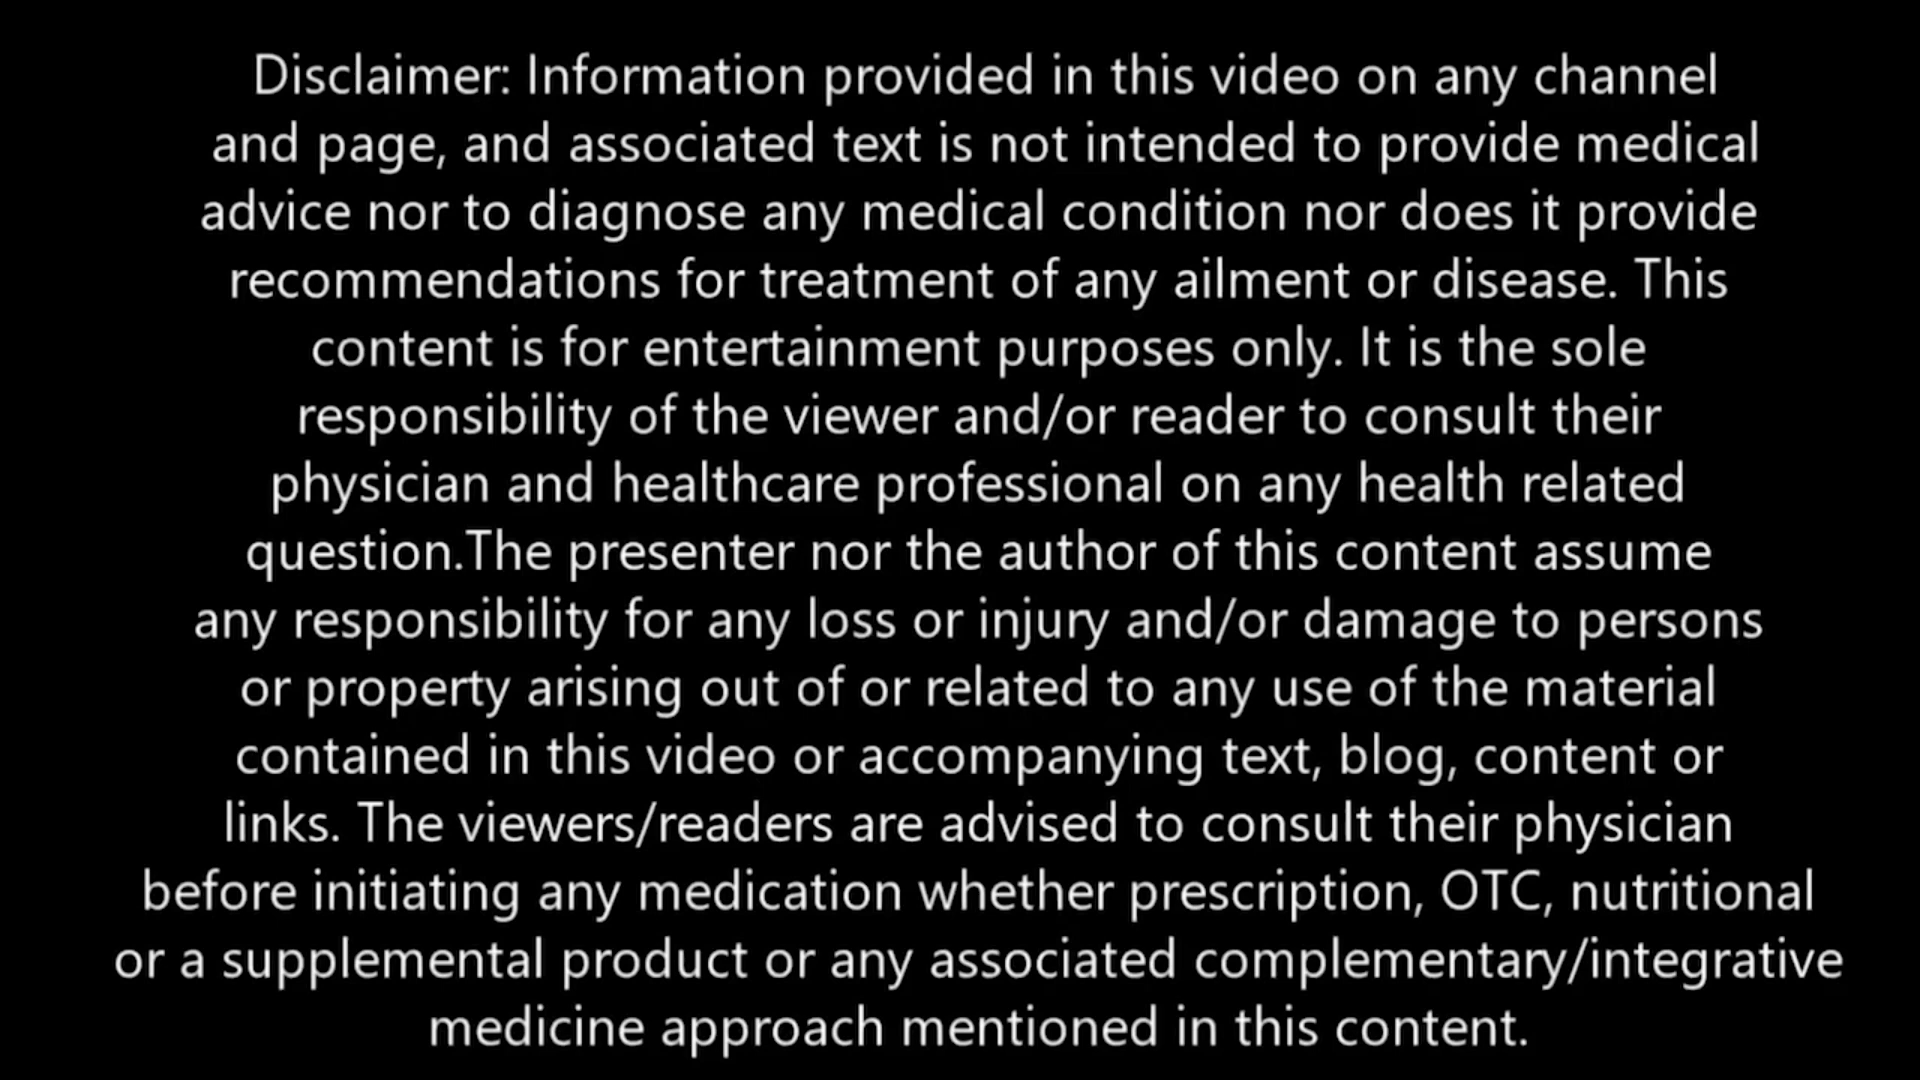 Disclaimer: Information provided in this video on any channel
and page, and associated text is not intended to provide medical
advice nor to diagnose any medical condition nor does it provide
recommendations for treatment of any ailment or disease. This
content is for entertainment purposes only. It is the sole
responsibility of the viewer and/or reader to consult their
physician and healthcare professional on any health related
question.The presenter nor the author of this content assume
any responsibility for any loss or injury and/or damage to persons
or property arising out of or related to any use of the material
contained in this video or accompanying text, blog, content or
links. The viewers/readers are advised to consult their physician
before initiating any medication whether prescription, OTC, nutritional
or a supplemental product or any associated complementary/integrative
medicine approach mentioned in this content.